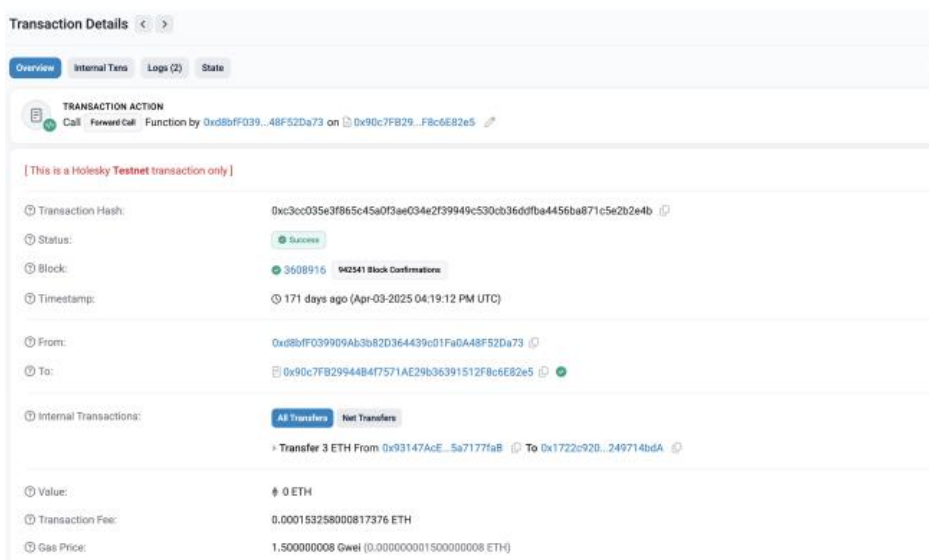 Transaction Details < >
Overview Internal Txns Logs (2) State
TRANSACTION ACTION
Call Forward Call Function by 0xd8bfF039...48F52Da73 on 0x90c7FB29...F8c6E82e5
[ This is a Holesky Testnet transaction only ]
Transaction Hash: 0xc3cc035e3f865c45a0f3ae034e2f39949c530cb36ddfba4456ba871c5e2b2e4b
Status: Success
Block: 3608916 942541 Block Confirmations
Timestamp: 171 days ago (Apr-03-2025 04:19:12 PM UTC)
From: 0xd8bfF039909Ab3b82D364439c01Fa0A48F52Da73
To: 0x90c7FB29944B4f7571AE29b36391512F8c6E82e5
Internal Transactions: All Transfers Net Transfers
Transfer 3 ETH From 0x93147AcE...5a7177faB To 0x1722c920...249714bdA
Value: 0 ETH
Transaction Fee: 0.000153258000817376 ETH
Gas Price: 1.500000008 Gwei (0.000000001500000008 ETH)